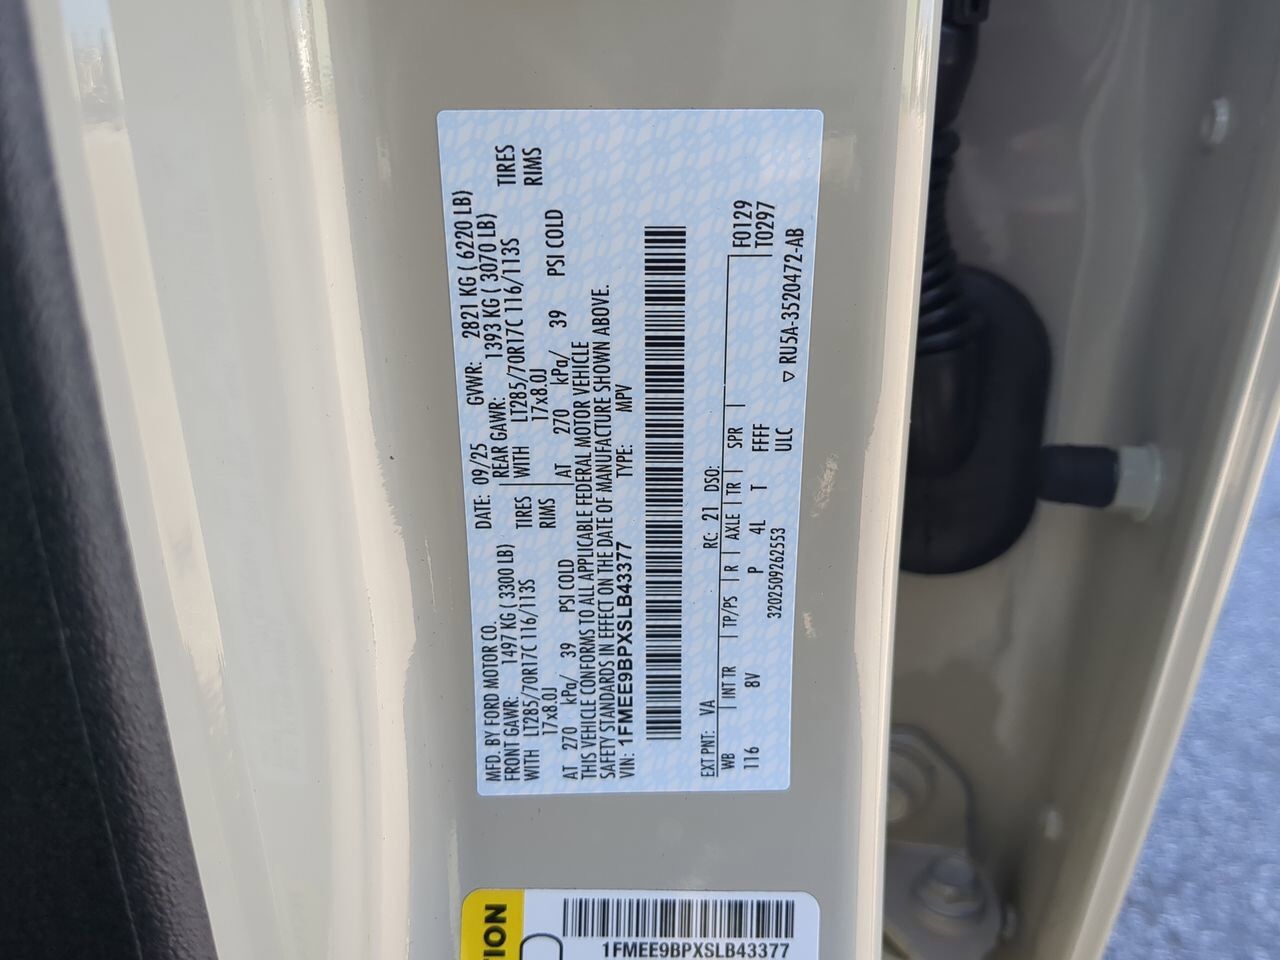 MFD. BY FORD MOTOR CO.
DATE: 09/25 GVWR: 2821 KG ( 6220 LB)
FRONT GAWR: 1497 KG ( 3300 LB)
REAR GAWR: 1393 KG ( 3070 LB)
WITH LT285/70R17C 116/113S TIRES
WITH LT285/70R17C 116/113S TIRES
17x8.0J RIMS
17x8.0J RIMS
AT 270 kPa/ 39 PSI COLD
AT 270 kPa/ 39 PSI COLD
THIS VEHICLE CONFORMS TO ALL APPLICABLE FEDERAL MOTOR VEHICLE
SAFETY STANDARDS IN EFFECT ON THE DATE OF MANUFACTURE SHOWN ABOVE.
VIN: 1FMEE9BPXSLB43377 TYPE: MPV
EXT PNT: VA RC: 21 DSO:
WB INT TR TP/PS R AXLE TR SPR F0129
116 8V P 4L T FFFF T0297
3202509262553 ULC ▽ RU5A-3520472-AB
TION
1FMEE9BPXSLB43377